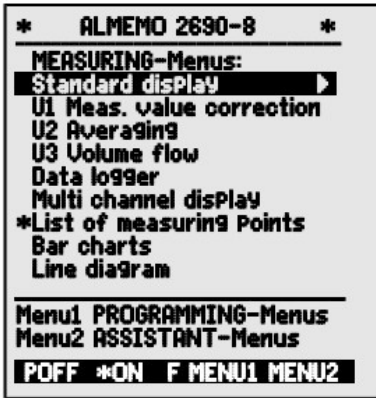 * ALMEMO 2690-8 *
MEASURING-Menus:
Standard disPlay ▶
U1 Meas. value correction
U2 Averaging
U3 Volume flow
Data logger
Multi channel disPlay
*List of measuring Points
Bar charts
Line diagram
Menu1 PROGRAMMING-Menus
Menu2 ASSISTANT-Menus
POFF *ON F MENU1 MENU2